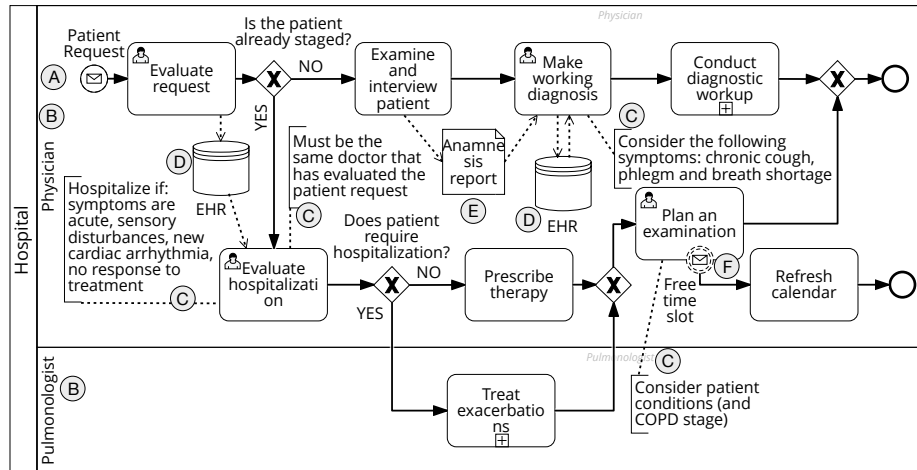 Physician
Patient
Request
Is the patient
already staged?
A
Evaluate
request
X
NO
Examine
and
interview
patient
Make
working
diagnosis
Conduct
diagnostic
workup
X
B
YES
C
C
D
EHR
Must be the
same doctor that
has evaluated the
patient request
Anamne
sis
report
E
D
EHR
Consider the following
symptoms: chronic cough,
phlegm and breath shortage
Hospital
Physician
Hospitalize if:
symptoms are
acute, sensory
disturbances, new
cardiac arrhythmia,
no response to
treatment
C
Does patient
require
hospitalization?
Plan an
examination
F
Evaluate
hospitalizati
on
X
NO
YES
Prescribe
therapy
X
Free
time
slot
Refresh
calendar
Pulmonologist
Pulmonologist
B
C
Treat
exacerbatio
ns
Consider patient
conditions (and
COPD stage)